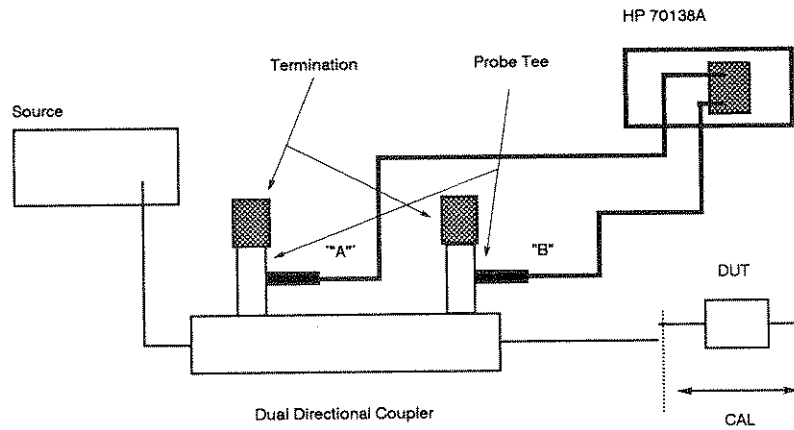 HP 70138A
Termination
Probe Tee
Source
""A"
"B"
DUT
Dual Directional Coupler
CAL